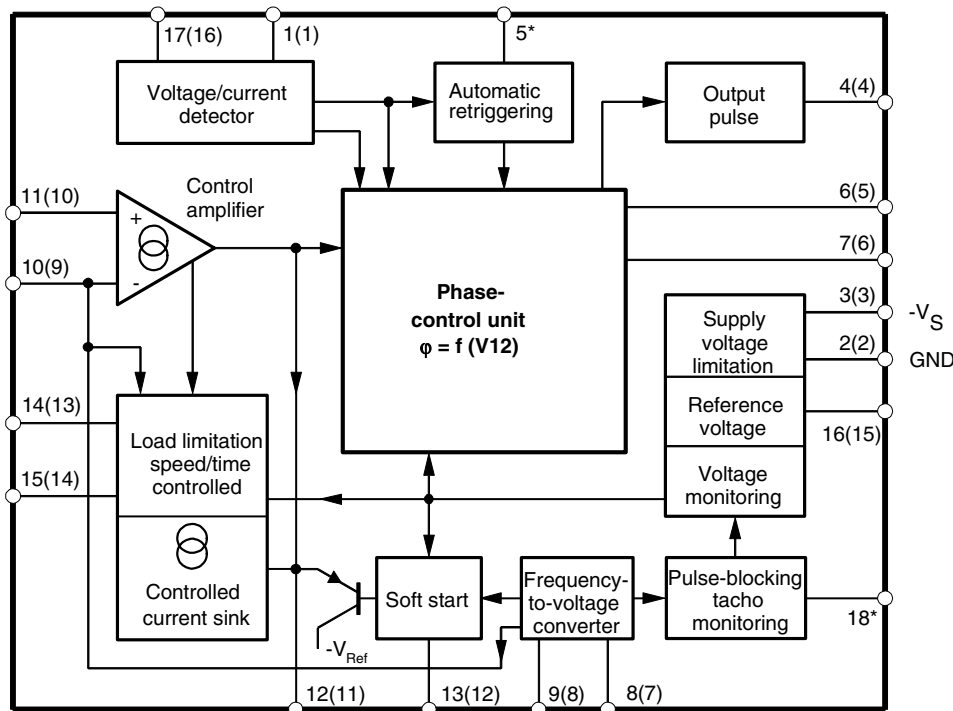 17(16)
1(1)
5*
Voltage/current
detector
Automatic
retriggering
Output
pulse
4(4)
11(10)
Control
amplifier
+
-
10(9)
6(5)
7(6)
Phase-
control unit
φ = f (V12)
3(3)
-VS
Supply
voltage
limitation
2(2)
GND
Reference
voltage
16(15)
Voltage
monitoring
14(13)
Load limitation
speed/time
controlled
15(14)
Controlled
current sink
-VRef
Soft start
Frequency-
to-voltage
converter
Pulse-blocking
tacho
monitoring
18*
12(11)
13(12)
9(8)
8(7)